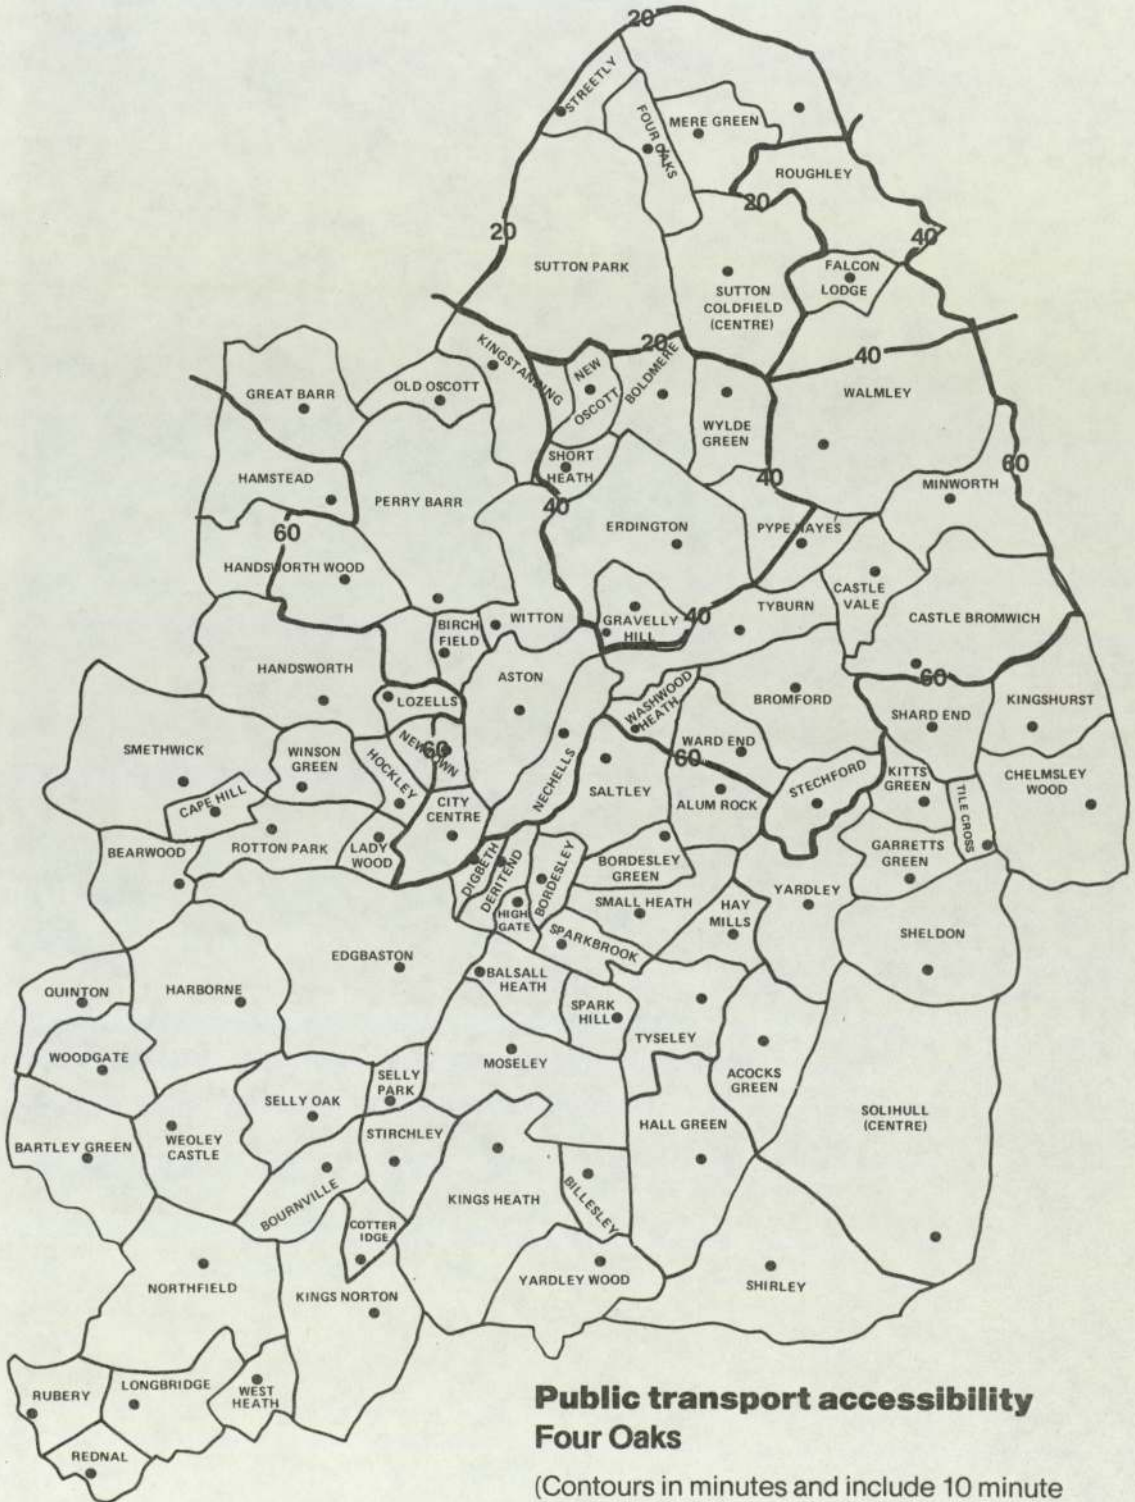 20
STREETLY
FOUR OAKS
MERE GREEN
ROUGHLEY
20
20
40
SUTTON PARK
FALCON
LODGE
SUTTON
COLDFIELD
(CENTRE)
20
40
KINGSTANDING
NEW
OSCOTT
BOLDMERE
OLD OSCOTT
GREAT BARR
WALMLEY
WYLDE
GREEN
SHORT
HEATH
HAMSTEAD
PERRY BARR
40
40
60
MINWORTH
ERDINGTON
PYPE HAYES
60
HANDSWORTH WOOD
CASTLE
VALE
TYBURN
CASTLE BROMWICH
BIRCH
FIELD
WITTON
GRAVELLY
HILL
40
HANDSWORTH
ASTON
60
LOZELLS
WASHWOOD
HEATH
BROMFORD
KINGSHURST
SHARD END
SMETHWICK
WINSON
GREEN
HOCKLEY
NEWTOWN
60
NECHELLS
WARD END
60
SALTLEY
ALUM ROCK
STECHFORD
KITTS
GREEN
TILE CROSS
CHELMSLEY
WOOD
CAPE HILL
CITY
CENTRE
BEARWOOD
ROTTON PARK
LADY
WOOD
DIGBETH
DERITEND
BORDESLEY
BORDESLEY
GREEN
GARRETTS
GREEN
HIGH
GATE
SMALL HEATH
HAY
MILLS
YARDLEY
SPARKBROOK
SHELDON
EDGBASTON
BALSALL
HEATH
QUINTON
HARBORNE
SPARK
HILL
TYSELEY
WOODGATE
MOSELEY
SELLY
PARK
ACOCKS
GREEN
SELLY OAK
SOLIHULL
(CENTRE)
HALL GREEN
STIRCHLEY
BARTLEY GREEN
WEOLEY
CASTLE
BOURNVILLE
KINGS HEATH
BILLESLEY
COTTER
IDGE
NORTHFIELD
KINGS NORTON
YARDLEY WOOD
SHIRLEY
RUBERY
LONGBRIDGE
WEST
HEATH
REDNAL
Public transport accessibility
Four Oaks
(Contours in minutes and include 10 minute